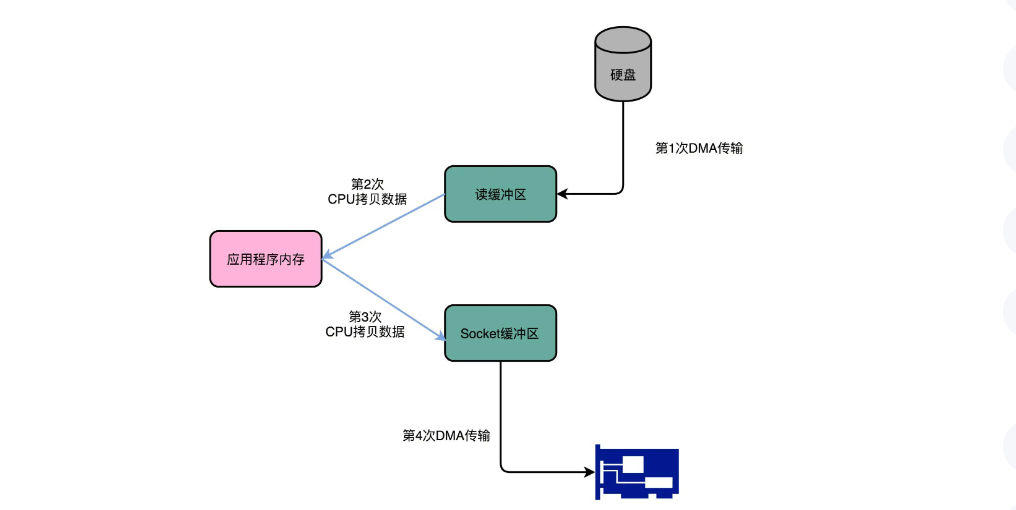 硬盘
第1次DMA传输
第2次
CPU拷贝数据
读缓冲区
应用程序内存
第3次
CPU拷贝数据
Socket缓冲区
第4次DMA传输